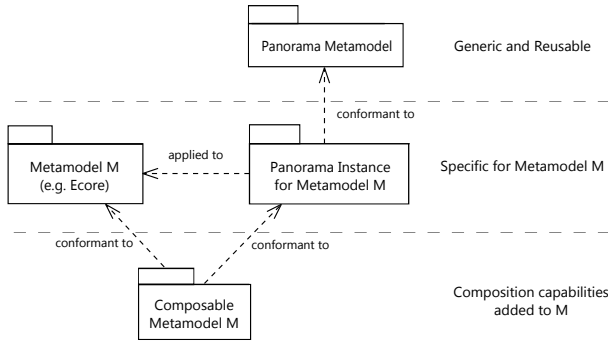 Panorama Metamodel
Generic and Reusable
conformant to
Metamodel M
(e.g. Ecore)
applied to
Panorama Instance
for Metamodel M
Specific for Metamodel M
conformant to
conformant to
Composable
Metamodel M
Composition capabilities
added to M